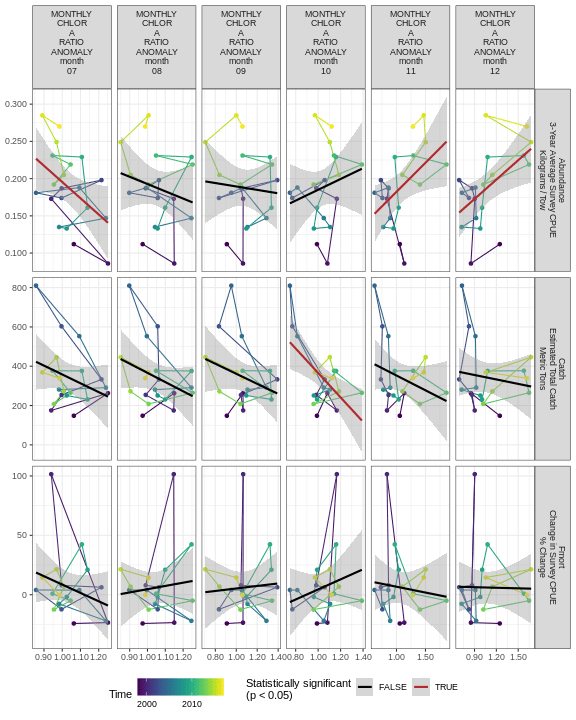 MONTHLY
CHLOR
A
RATIO
ANOMALY
month
07
MONTHLY
CHLOR
A
RATIO
ANOMALY
month
08
MONTHLY
CHLOR
A
RATIO
ANOMALY
month
09
MONTHLY
CHLOR
A
RATIO
ANOMALY
month
10
MONTHLY
CHLOR
A
RATIO
ANOMALY
month
11
MONTHLY
CHLOR
A
RATIO
ANOMALY
month
12
0.300
0.250
0.200
0.150
0.100
Abundance
3-Year Average Survey CPUE
Kilograms / Tow
800
600
400
200
0
Catch
Estimated Total Catch
Metric Tons
100
50
0
Fmort
Change in Survey CPUE
% Change
0.90 1.00 1.10 1.20
0.90 1.00 1.10 1.20
0.80 1.00 1.20 1.40
0.80 1.00 1.20 1.40
1.00 1.50
0.90 1.20 1.50
Time
2000 2010
Statistically significant
(p < 0.05)
FALSE
TRUE